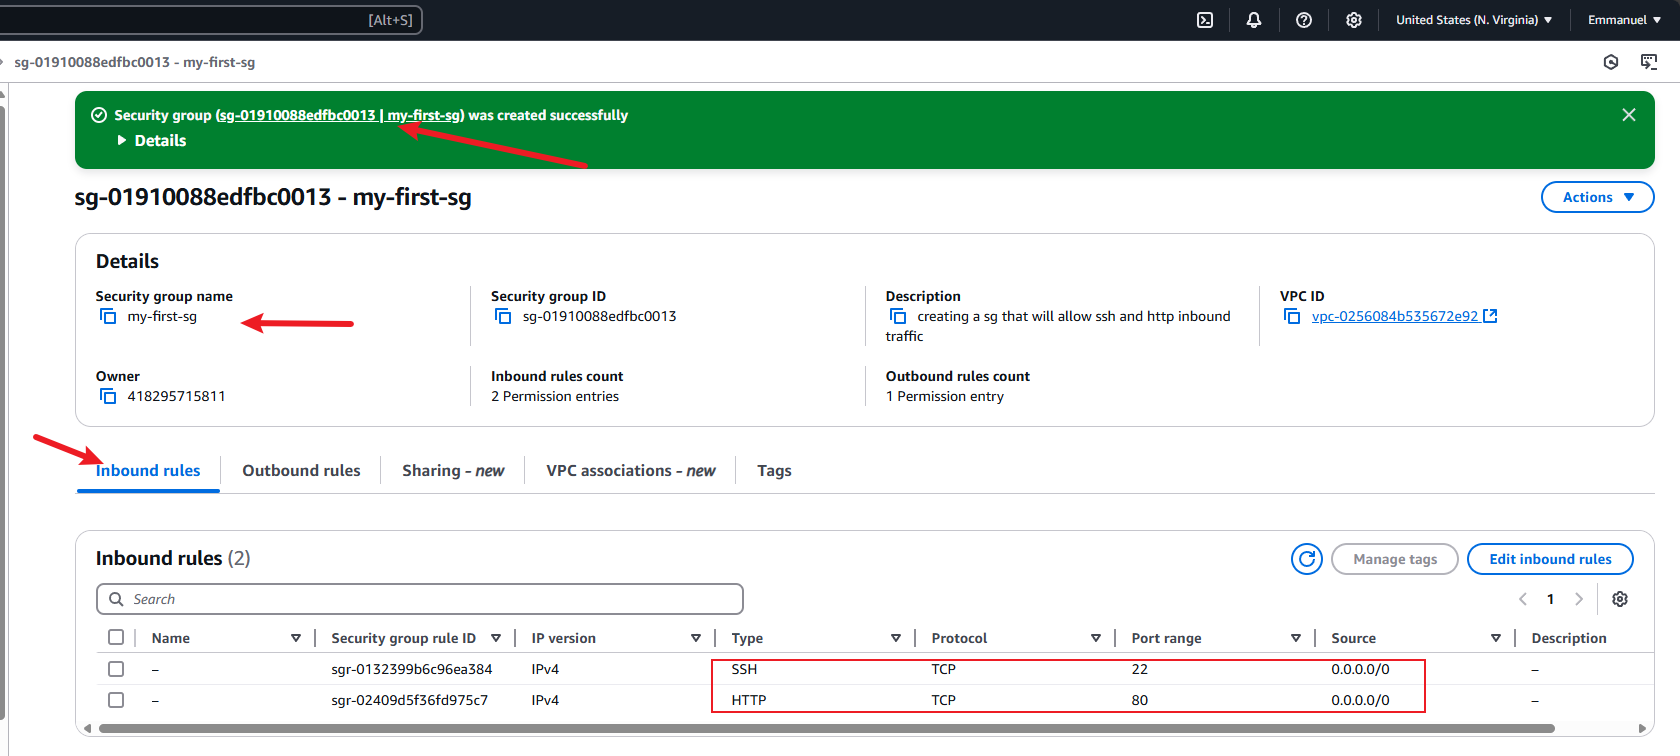 [Alt+S] United States (N. Virginia) Emmanuel
sg-01910088edfbc0013 - my-first-sg
Security group (sg-01910088edfbc0013 | my-first-sg) was created successfully
Details
sg-01910088edfbc0013 - my-first-sg
Actions
Details
Security group name
my-first-sg
Security group ID
sg-01910088edfbc0013
Description
creating a sg that will allow ssh and http inbound
traffic
VPC ID
vpc-0256084b535672e92
Owner
418295715811
Inbound rules count
2 Permission entries
Outbound rules count
1 Permission entry
Inbound rules Outbound rules Sharing - new VPC associations - new Tags
Inbound rules (2)
Manage tags Edit inbound rules
Search
1
Name Security group rule ID IP version Type Protocol Port range Source Description
– sgr-0132399b6c96ea384 IPv4 SSH TCP 22 0.0.0.0/0 –
– sgr-02409d5f36fd975c7 IPv4 HTTP TCP 80 0.0.0.0/0 –